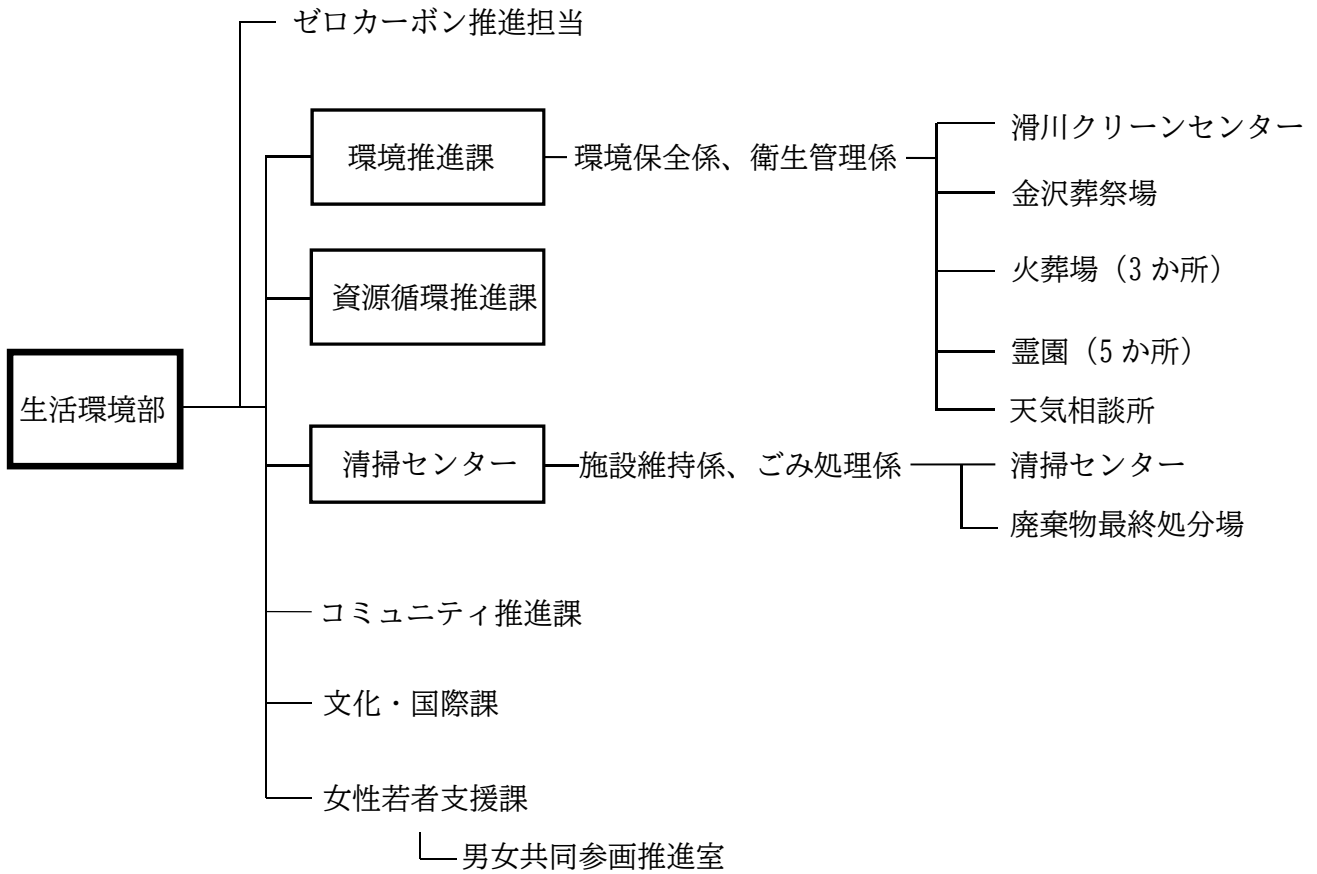 ゼロカーボン推進担当
環境推進課
環境保全係、衛生管理係
滑川クリーンセンター
金沢葬祭場
火葬場（3か所）
霊園（5か所）
天気相談所
資源循環推進課
生活環境部
清掃センター
施設維持係、ごみ処理係
清掃センター
廃棄物最終処分場
コミュニティ推進課
文化・国際課
女性若者支援課
男女共同参画推進室